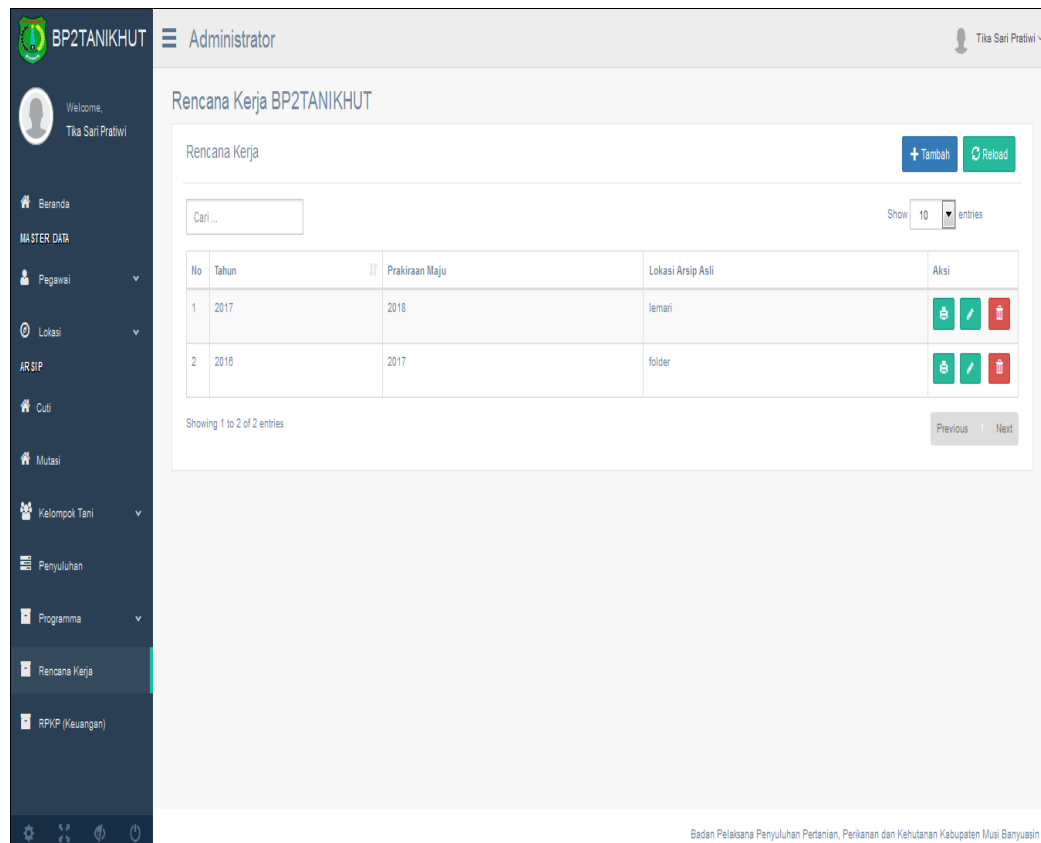 BP2TANIKHUT
Administrator
Tika Sari Pratiwi
Welcome,
Tika Sari Pratiwi
Beranda
MASTER DATA
Pegawai
Lokasi
ARSIP
Cuti
Mutasi
Kelompok Tani
Penyuluhan
Programma
Rencana Kerja
RPKP (Keuangan)
Rencana Kerja BP2TANIKHUT
Rencana Kerja
Tambah
Reload
Cari ...
Show 10 entries
No Tahun Prakiraan Maju Lokasi Arsip Asli Aksi
1 2017 2018 lemari
2 2016 2017 folder
Showing 1 to 2 of 2 entries
Previous 1 Next
Badan Pelaksana Penyuluhan Pertanian, Perikanan dan Kehutanan Kabupaten Musi Banyuasin